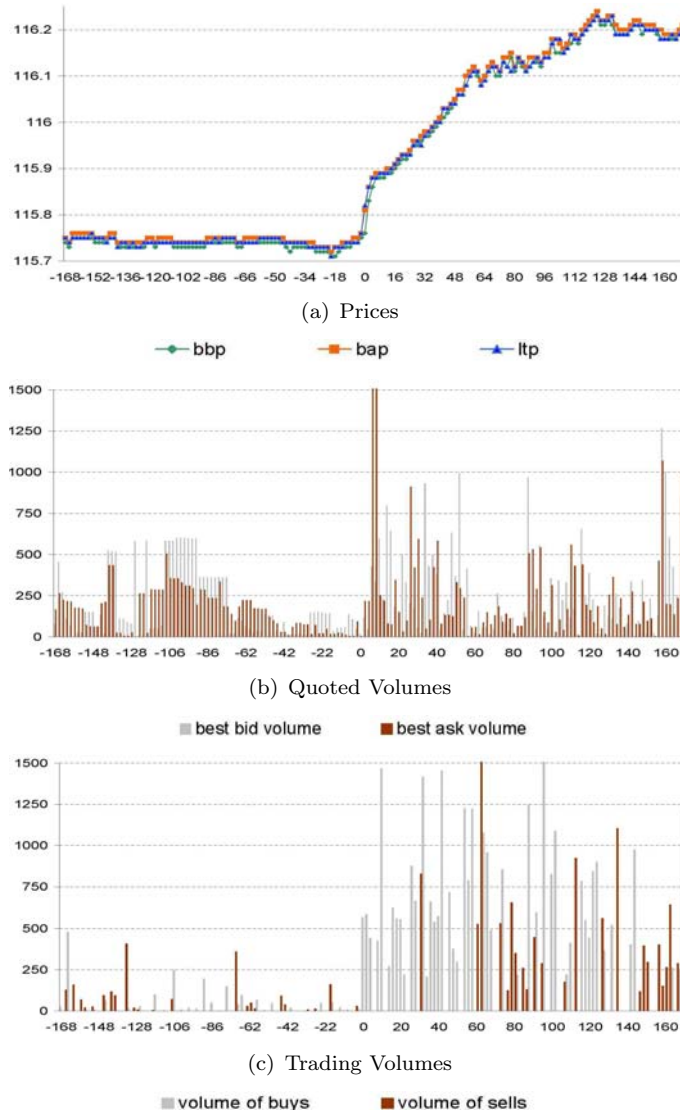 116.2
116.1
116
115.9
115.8
115.7
-168 -152 -136 -120 -102 -86 -66 -50 -34 -18 0 16 32 48 64 80 96 112 128 144 160
(a) Prices
bbp bap ltp
1500
1250
1000
750
500
250
0
-168 -148 -128 -106 -86 -62 -42 -22 0 20 40 60 80 100 120 140 160
(b) Quoted Volumes
best bid volume best ask volume
1500
1250
1000
750
500
250
0
-168 -148 -128 -106 -86 -62 -42 -22 0 20 40 60 80 100 120 140 160
(c) Trading Volumes
volume of buys volume of sells